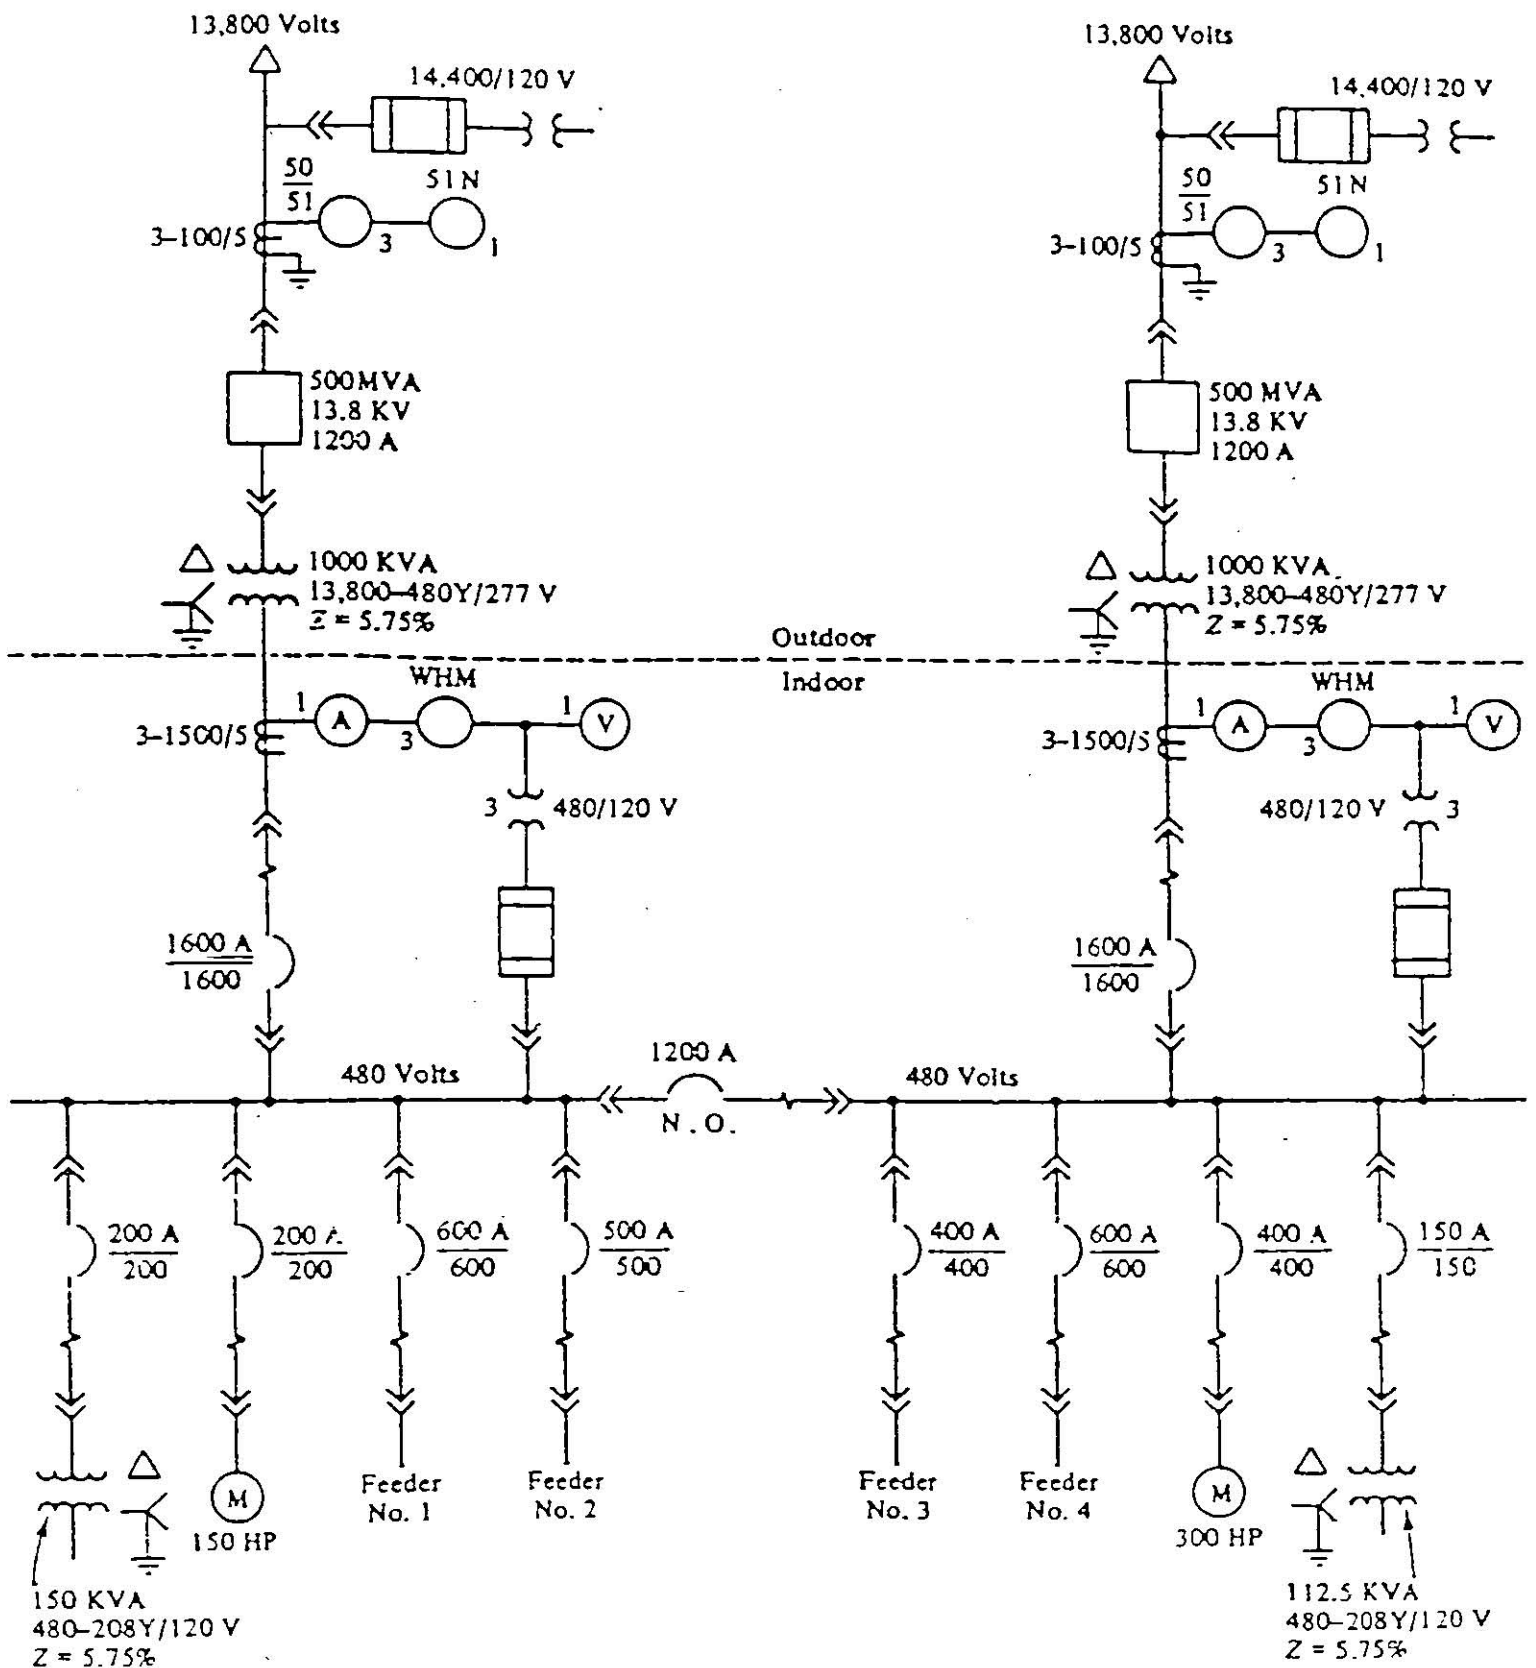 13,800 Volts
14,400/120 V
50
51
51N
3-100/5
3
1
500 MVA
13.8 KV
1200 A
1000 KVA
13,800-480Y/277 V
Z = 5.75%
13,800 Volts
14,400/120 V
50
51
51N
3-100/5
3
1
500 MVA
13.8 KV
1200 A
1000 KVA
13,800-480Y/277 V
Z = 5.75%
Outdoor
Indoor
WHM
1
A
3
1
V
3-1500/5
3
480/120 V
1600 A
1600
WHM
1
A
3
1
V
3-1500/5
480/120 V
3
1600 A
1600
480 Volts
1200 A
N.O.
480 Volts
200 A
200
200 A
200
600 A
600
500 A
500
400 A
400
600 A
600
400 A
400
150 A
150
M
150 HP
Feeder
No. 1
Feeder
No. 2
Feeder
No. 3
Feeder
No. 4
M
300 HP
150 KVA
480-208Y/120 V
Z = 5.75%
112.5 KVA
480-208Y/120 V
Z = 5.75%